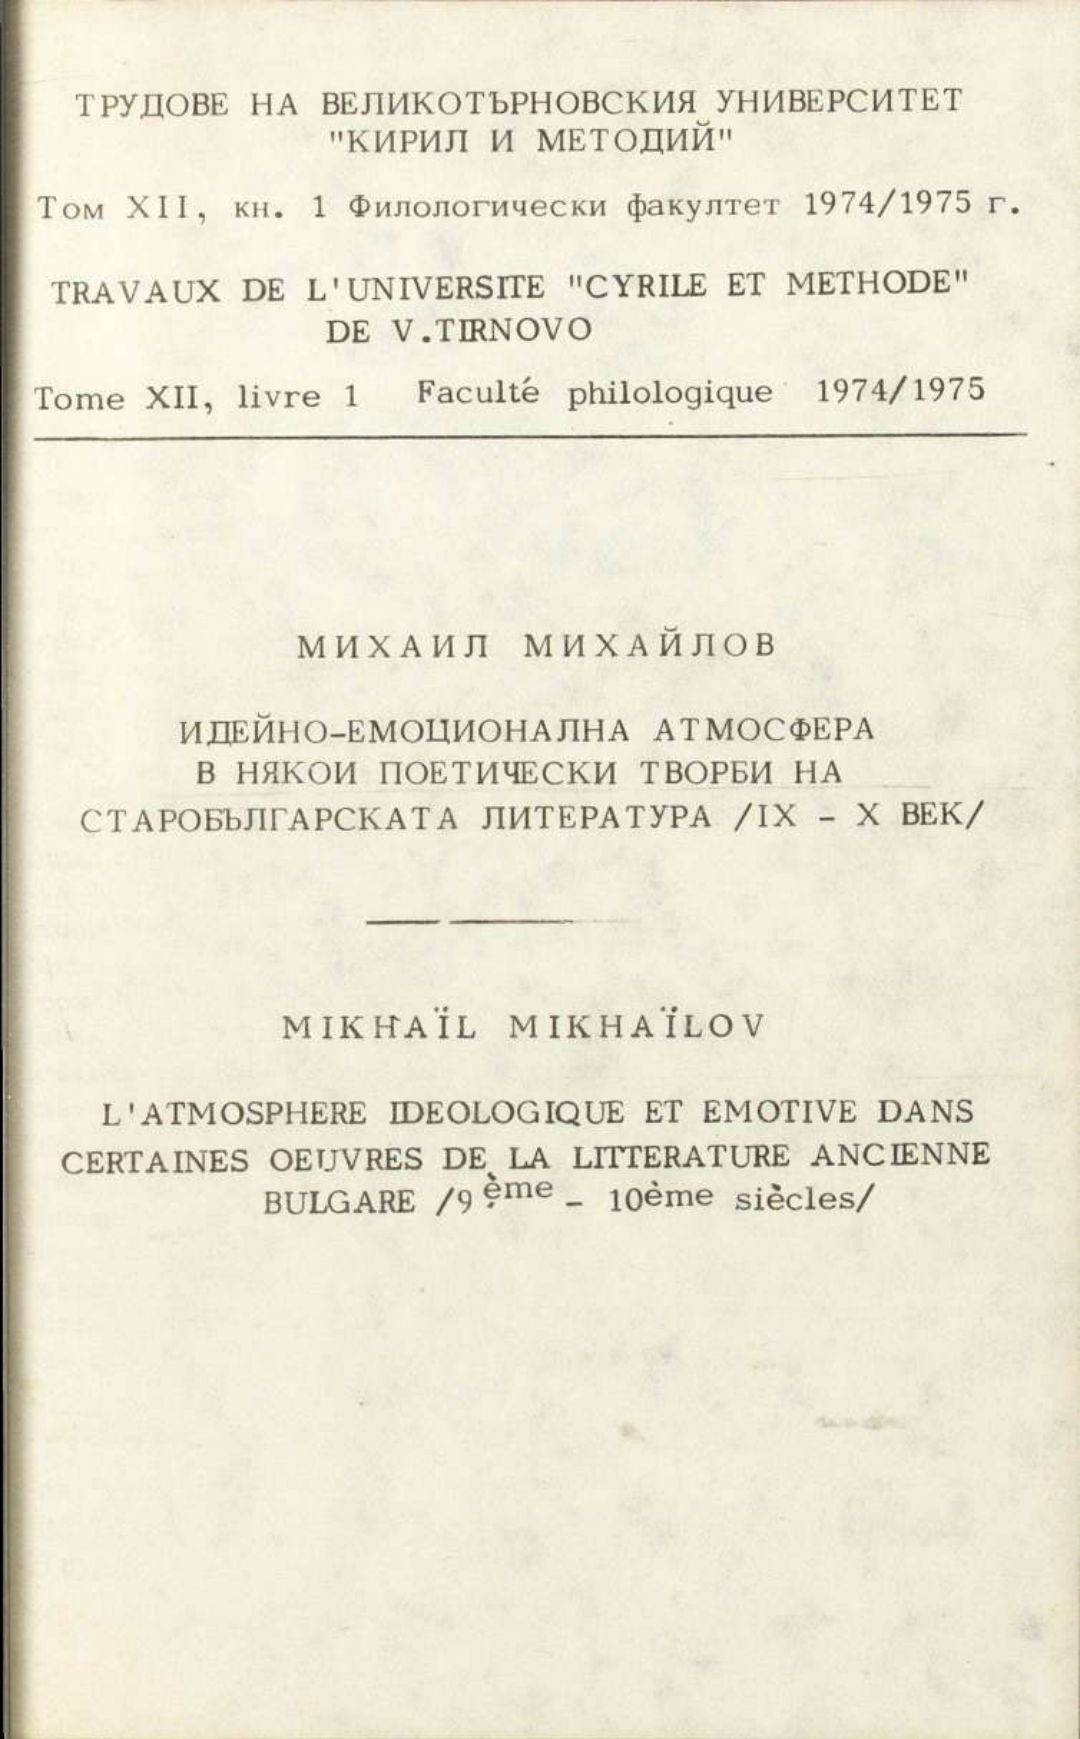 ТРУДОВЕ НА ВЕЛИКОТЪРНОВСКИЯ УНИВЕРСИТЕТ
"КИРИЛ И МЕТОДИЙ"
Том XII, кн. 1 Филологически факултет 1974/1975 г.
TRAVAUX DE L'UNIVERSITE "CYRILE ET METHODE"
DE V.TIRNOVO
Tome XII, livre 1 Faculté philologique 1974/1975
МИХАИЛ МИХАЙЛОВ
ИДЕЙНО-ЕМОЦИОНАЛНА АТМОСФЕРА
В НЯКОИ ПОЕТИЧЕСКИ ТВОРБИ НА
СТАРОБЪЛГАРСКАТА ЛИТЕРАТУРА /IX - X ВЕК/
MIKHAÏL MIKHAÏLOV
L'ATMOSPHERE IDEOLOGIQUE ET EMOTIVE DANS
CERTAINES OEUVRES DE LA LITTERATURE ANCIENNE
BULGARE /9 ème - 10ème siècles/